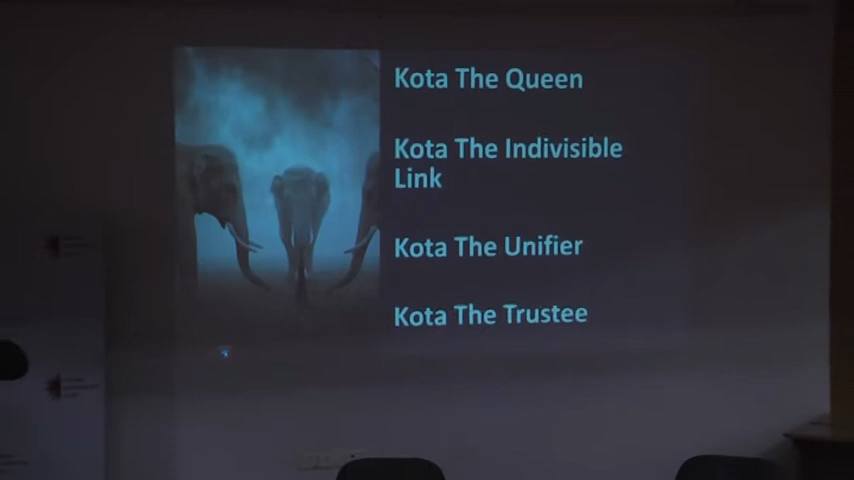 Kota The Queen
Kota The Indivisible
Link
Kota The Unifier
Kota The Trustee